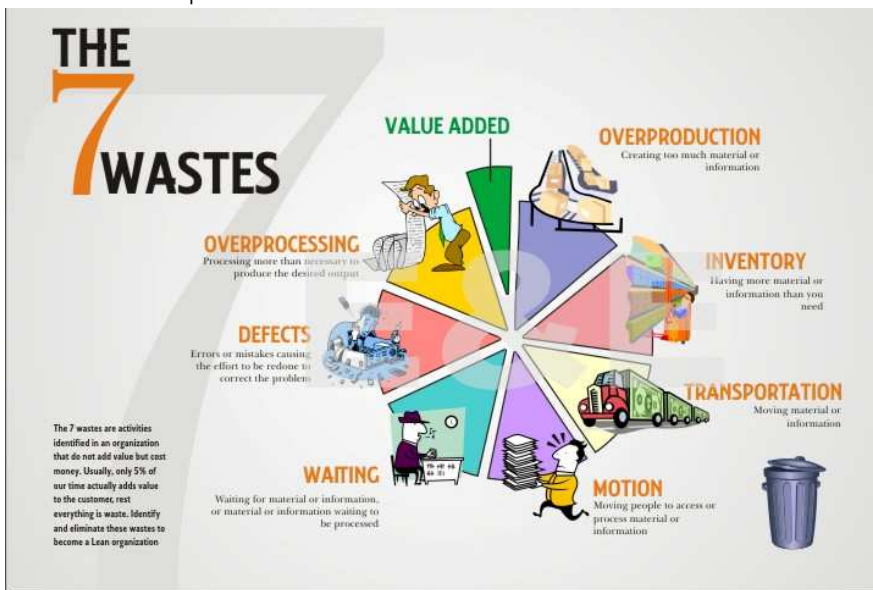 THE
7
WASTES
VALUE ADDED
OVERPRODUCTION
Creating too much material or
information
INVENTORY
Having more material or
information than you
need
TRANSPORTATION
Moving material or
information
MOTION
Moving people to access or
process material or
information
WAITING
Waiting for material or information,
or material or information waiting to
be processed
DEFECTS
Errors or mistakes causing
the effort to be redone to
correct the problem
OVERPROCESSING
Processing more than necessary to
produce the desired output
The 7 wastes are activities
identified in an organization
that do not add value but cost
money. Usually, only 5% of
our time actually adds value
to the customer, rest
everything is waste. Identify
and eliminate these wastes to
become a Lean organization